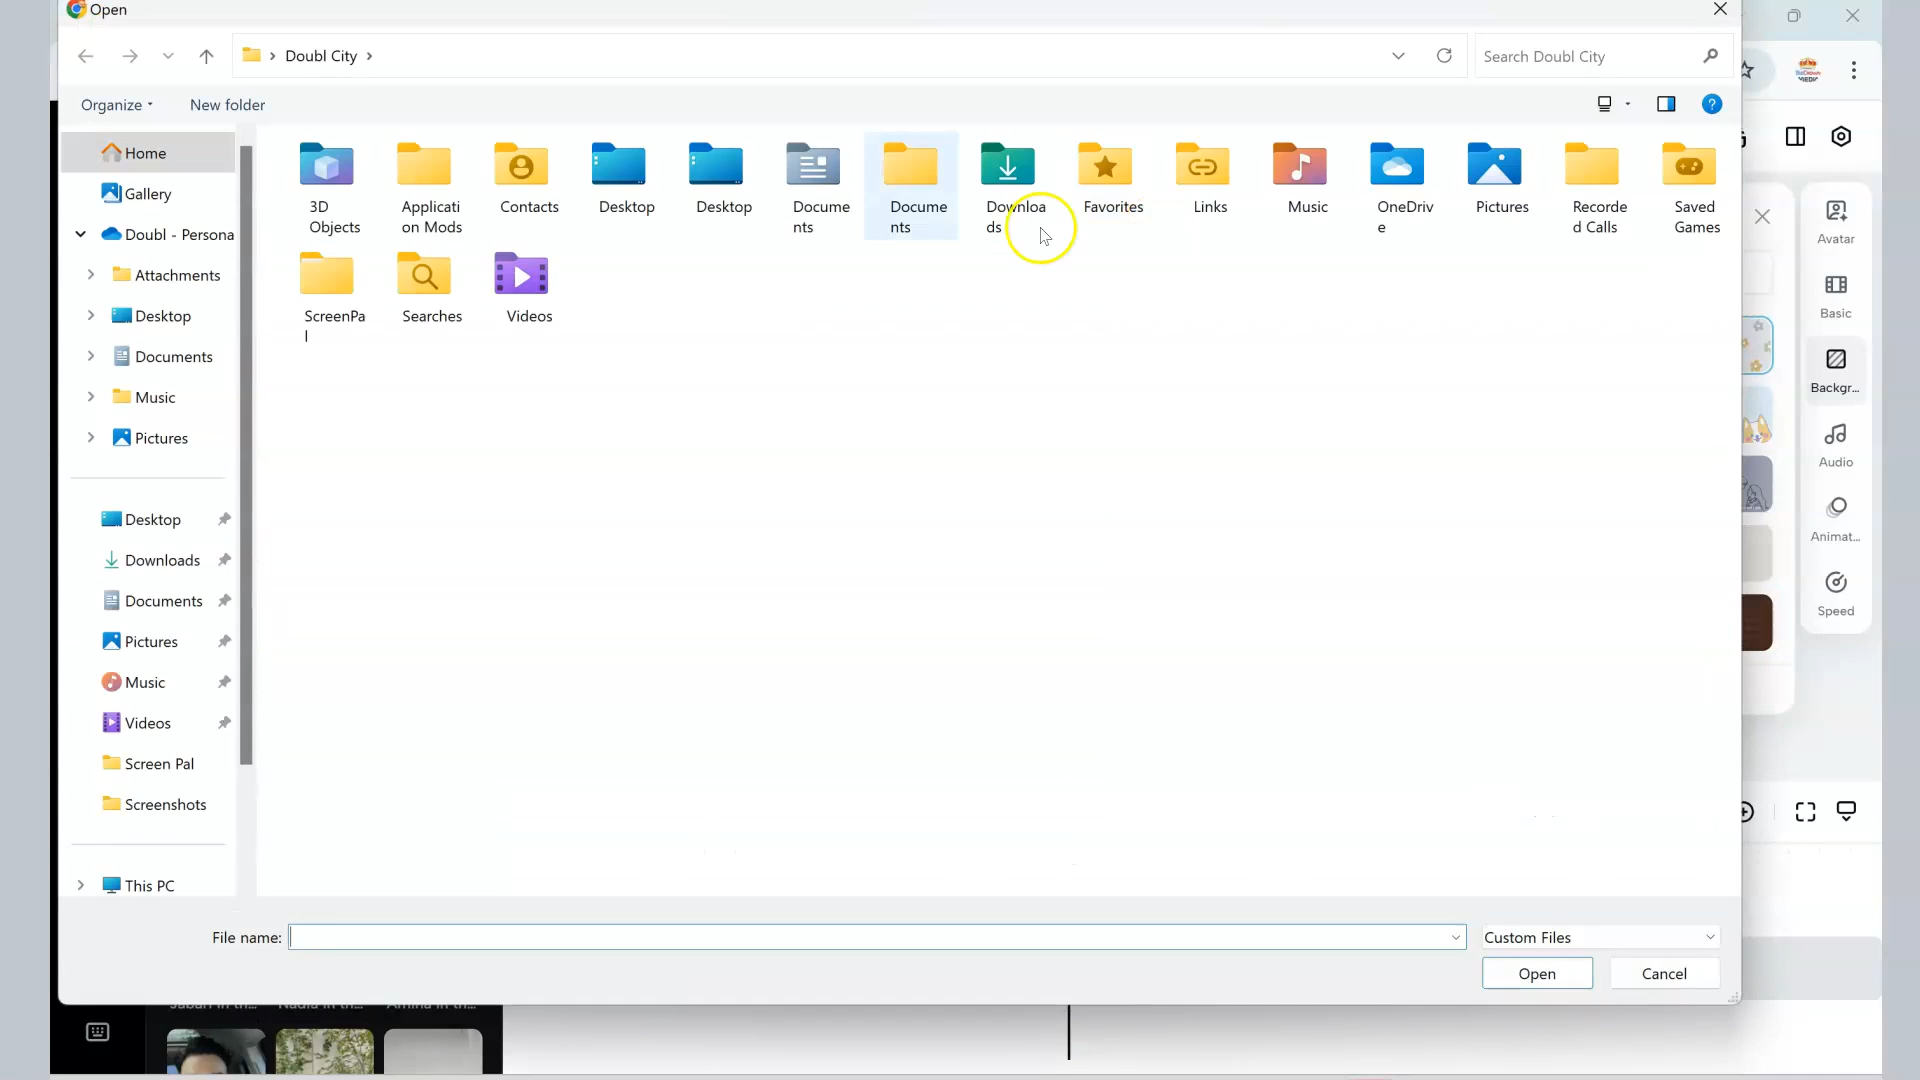 Open
Doubl City
Search Doubl City
Organize
New folder
Home
Gallery
Doubl - Persona
Attachments
Desktop
Documents
Music
Pictures
Desktop
Downloads
Documents
Pictures
Music
Videos
Screen Pal
Screenshots
This PC
3D
Objects
Applicati
on Mods
Contacts
Desktop
Desktop
Docume
nts
Docume
nts
Downloa
ds
Favorites
Links
Music
OneDriv
e
Pictures
Recorde
d Calls
Saved
Games
ScreenPa
l
Searches
Videos
File name:
Custom Files
Open
Cancel
Avatar
Basic
Backgr...
Audio
Animat...
Speed